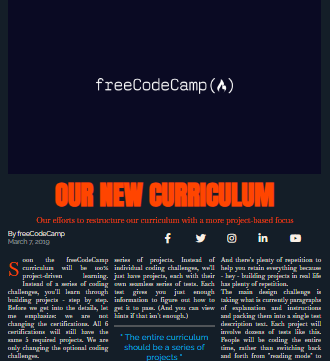 freeCodeCamp(🔥)
OUR NEW CURRICULUM
Our efforts to restructure our curriculum with a more project-based focus
By freeCodeCamp
March 7, 2019
Soon the freeCodeCamp
curriculum will be 100%
project-driven learning.
Instead of a series of coding
challenges, you'll learn through
building projects - step by step.
Before we get into the details, let
me emphasize: we are not
changing the certifications. All 6
certifications will still have the
same 5 required projects. We are
only changing the optional coding
challenges.
series of projects. Instead of
individual coding challenges, we'll
just have projects, each with their
own seamless series of tests. Each
test gives you just enough
information to figure out how to
get it to pass. (And you can view
hints if that isn't enough.)
" The entire curriculum
should be a series of
projects "
And there's plenty of repetition to
help you retain everything because
- hey - building projects in real life
has plenty of repetition.
The main design challenge is
taking what is currently paragraphs
of explanation and instructions
and packing them into a single test
description text. Each project will
involve dozens of tests like this.
People will be coding the entire
time, rather than switching back
and forth from "reading mode" to